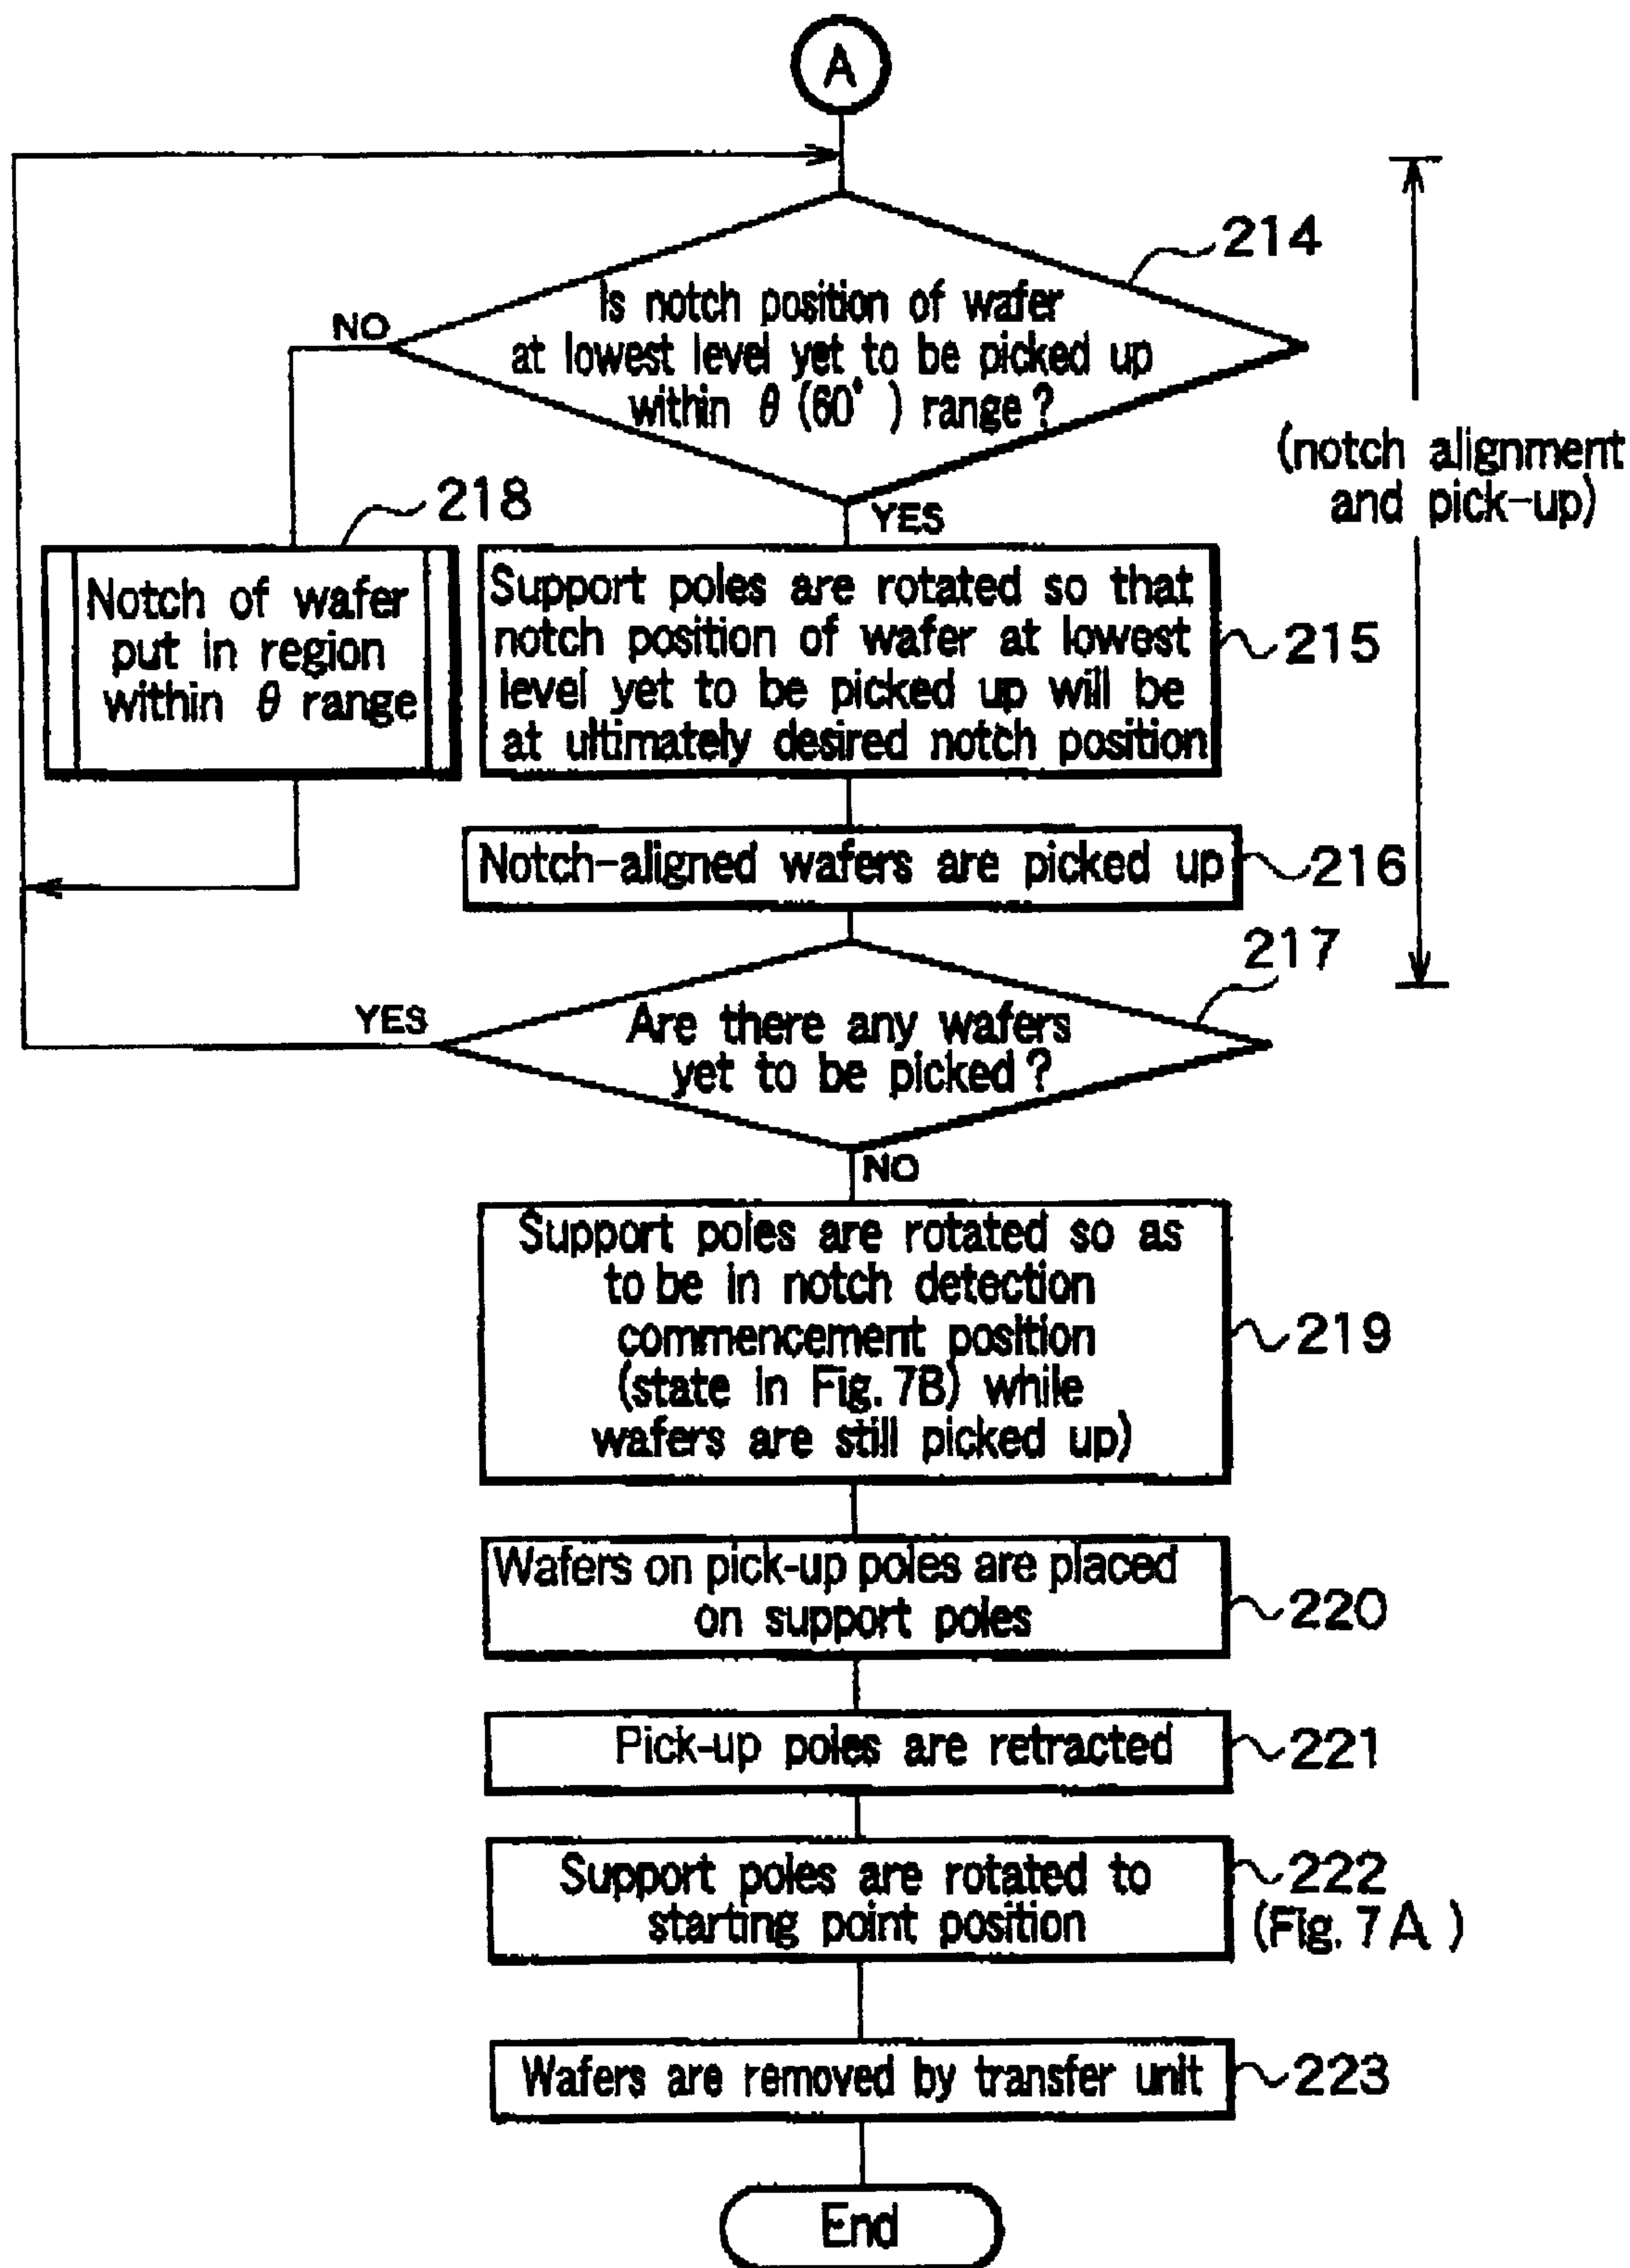 A
214
Is notch position of wafer
at lowest level yet to be picked up
within θ (60° ) range?
NO
YES
(notch alignment
and pick-up)
218
Notch of wafer
put in region
within θ range
Support poles are rotated so that
notch position of wafer at lowest
level yet to be picked up will be
at ultimately desired notch position
215
Notch-aligned wafers are picked up
216
217
Are there any wafers
yet to be picked?
YES
NO
Support poles are rotated so as
to be in notch detection
commencement position
(state in Fig. 7B) while
wafers are still picked up)
219
Wafers on pick-up poles are placed
on support poles
220
Pick-up poles are retracted
221
Support poles are rotated to
starting point position
222
(Fig. 7A )
Wafers are removed by transfer unit
223
End